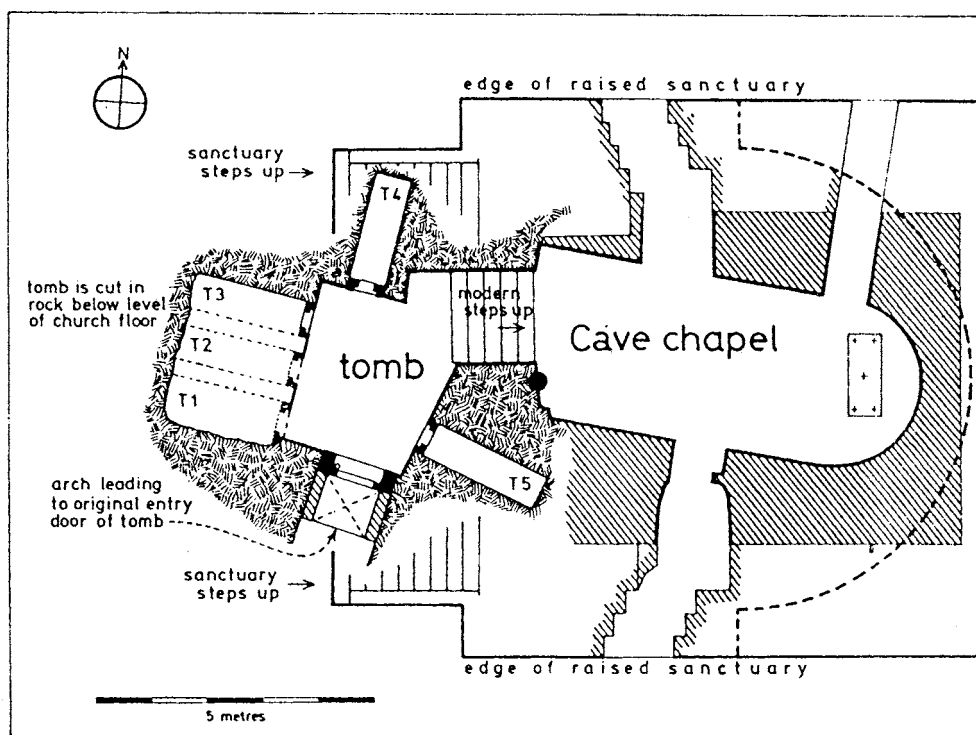 N
edge of raised sanctuary
sanctuary
steps up →
T4
tomb is cut in
rock below level
of church floor
T3
T2
T1
tomb
modern
steps up
→
Cave chapel
T5
arch leading
to original entry
door of tomb
sanctuary
steps up →
edge of raised sanctuary
5 metres